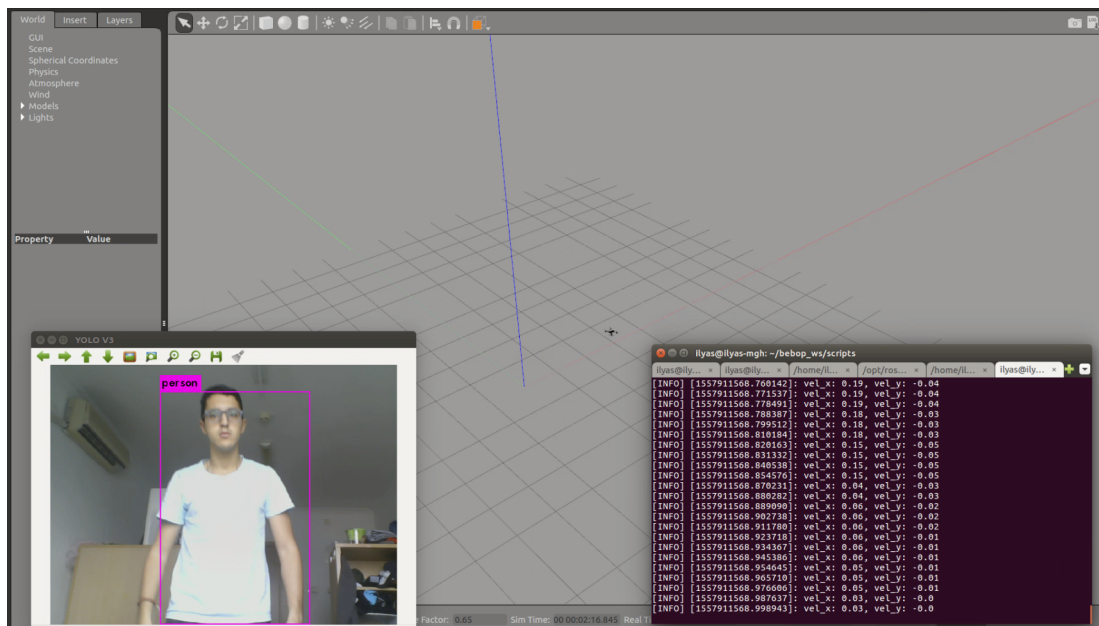 World Insert Layers
GUI
Scene
Spherical Coordinates
Physics
Atmosphere
Wind
Models
Lights
Property Value
YOLO V3
person
ilyas@ilyas-mgh: ~/bebop_ws/scripts
ilyas@ily... × ilyas@ily... × /home/il... × /opt/ros... × /home/il... × ilyas@ily... ×
[INFO] [1557911568.760142]: vel_x: 0.19, vel_y: -0.04
[INFO] [1557911568.771537]: vel_x: 0.19, vel_y: -0.04
[INFO] [1557911568.778491]: vel_x: 0.19, vel_y: -0.04
[INFO] [1557911568.788387]: vel_x: 0.18, vel_y: -0.03
[INFO] [1557911568.799512]: vel_x: 0.18, vel_y: -0.03
[INFO] [1557911568.810184]: vel_x: 0.18, vel_y: -0.03
[INFO] [1557911568.820163]: vel_x: 0.15, vel_y: -0.05
[INFO] [1557911568.831332]: vel_x: 0.15, vel_y: -0.05
[INFO] [1557911568.840538]: vel_x: 0.15, vel_y: -0.05
[INFO] [1557911568.854576]: vel_x: 0.15, vel_y: -0.05
[INFO] [1557911568.870231]: vel_x: 0.04, vel_y: -0.03
[INFO] [1557911568.880282]: vel_x: 0.04, vel_y: -0.03
[INFO] [1557911568.889090]: vel_x: 0.06, vel_y: -0.02
[INFO] [1557911568.902738]: vel_x: 0.06, vel_y: -0.02
[INFO] [1557911568.911780]: vel_x: 0.06, vel_y: -0.02
[INFO] [1557911568.923718]: vel_x: 0.06, vel_y: -0.01
[INFO] [1557911568.934367]: vel_x: 0.06, vel_y: -0.01
[INFO] [1557911568.945386]: vel_x: 0.06, vel_y: -0.01
[INFO] [1557911568.954645]: vel_x: 0.05, vel_y: -0.01
[INFO] [1557911568.965710]: vel_x: 0.05, vel_y: -0.01
[INFO] [1557911568.976606]: vel_x: 0.05, vel_y: -0.01
[INFO] [1557911568.987637]: vel_x: 0.03, vel_y: -0.0
[INFO] [1557911568.998943]: vel_x: 0.03, vel_y: -0.0
e Factor: 0.65 Sim Time: 00 00:02:16.845 Real T